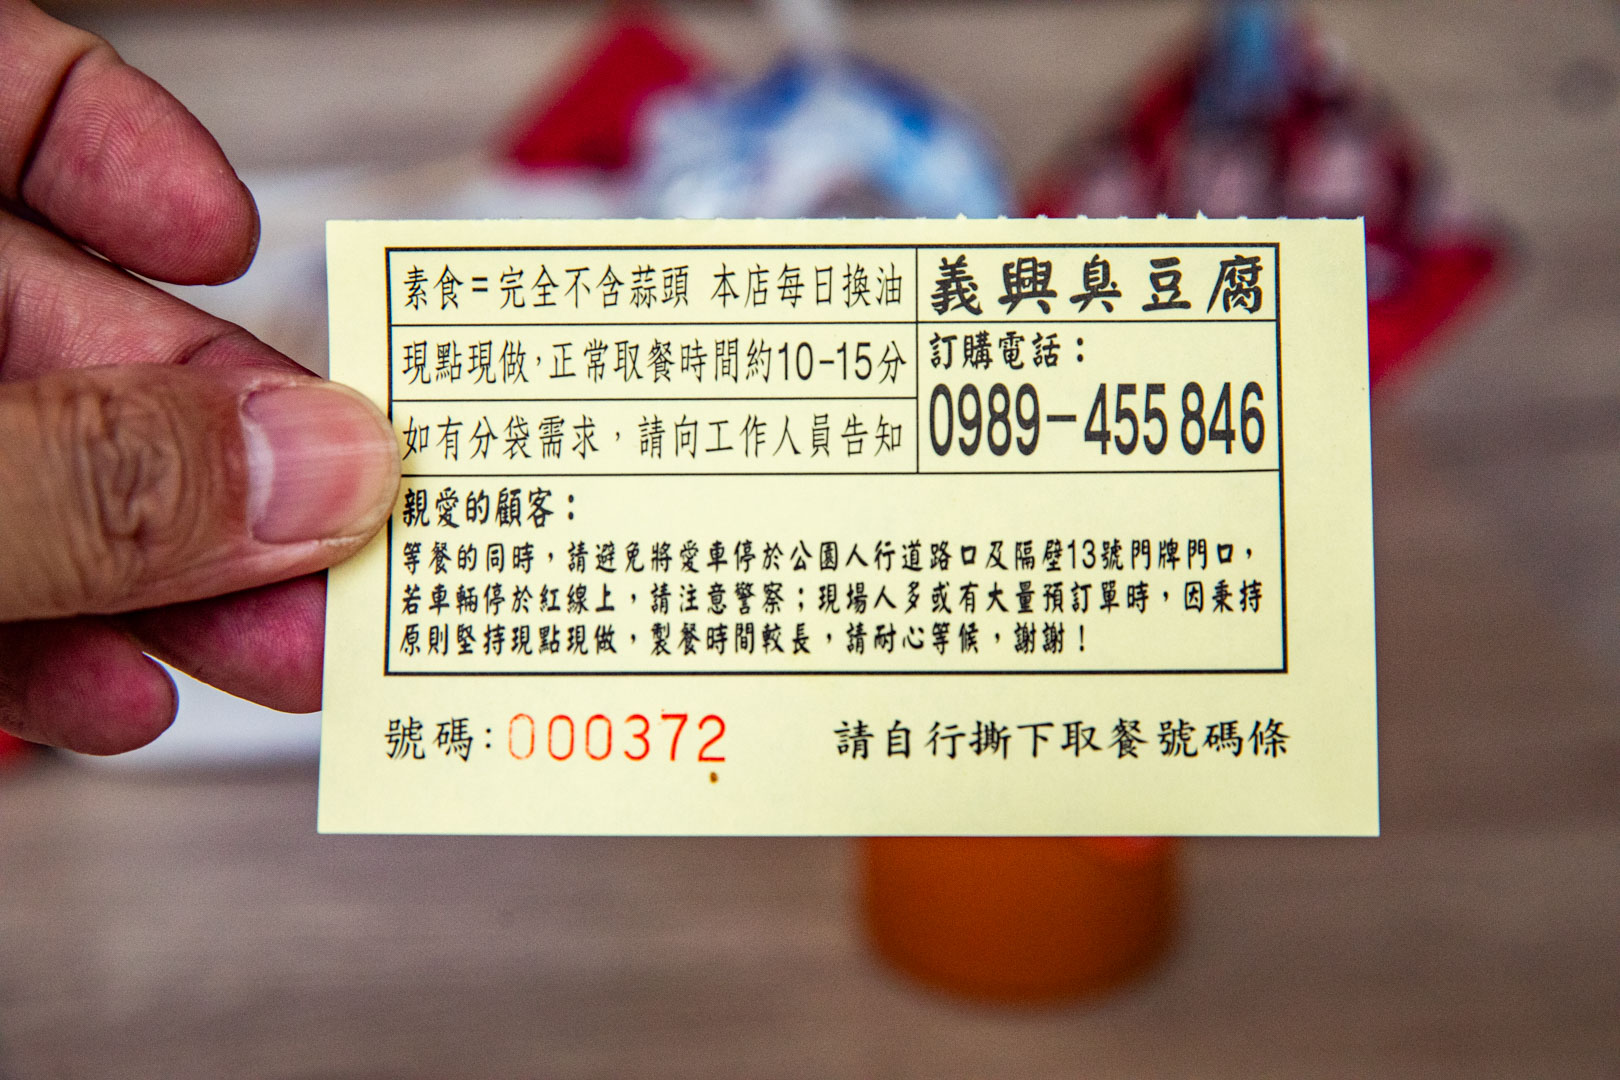 素食=完全不含蒜頭 本店每日換油
義興臭豆腐
現點現做,正常取餐時間約10-15分
訂購電話：
如有分袋需求，請向工作人員告知
0989-455846
親愛的顧客：
等餐的同時，請避免將愛車停於公園人行道路口及隔壁13號門牌門口，
若車輛停於紅線上，請注意警察；現場人多或有大量預訂單時，因秉持
原則堅持現點現做，製餐時間較長，請耐心等候，謝謝！
號碼：000372
請自行撕下取餐號碼條